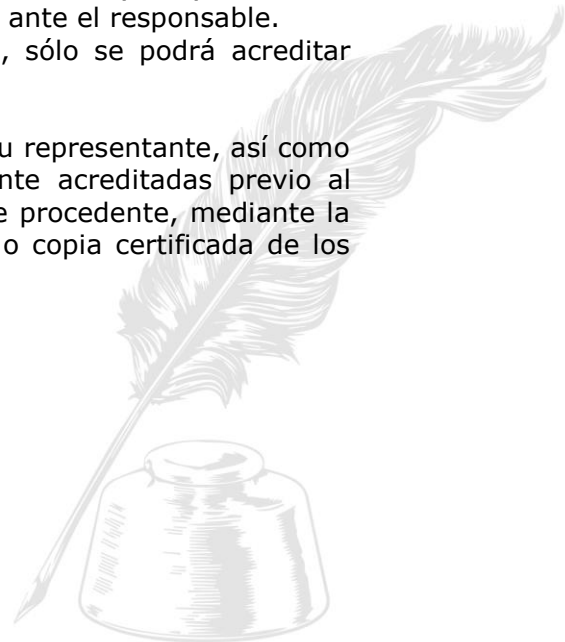 ante el responsable.
, sólo se podrá acreditar
u representante, así como
nte acreditadas previo al
e procedente, mediante la
o copia certificada de los